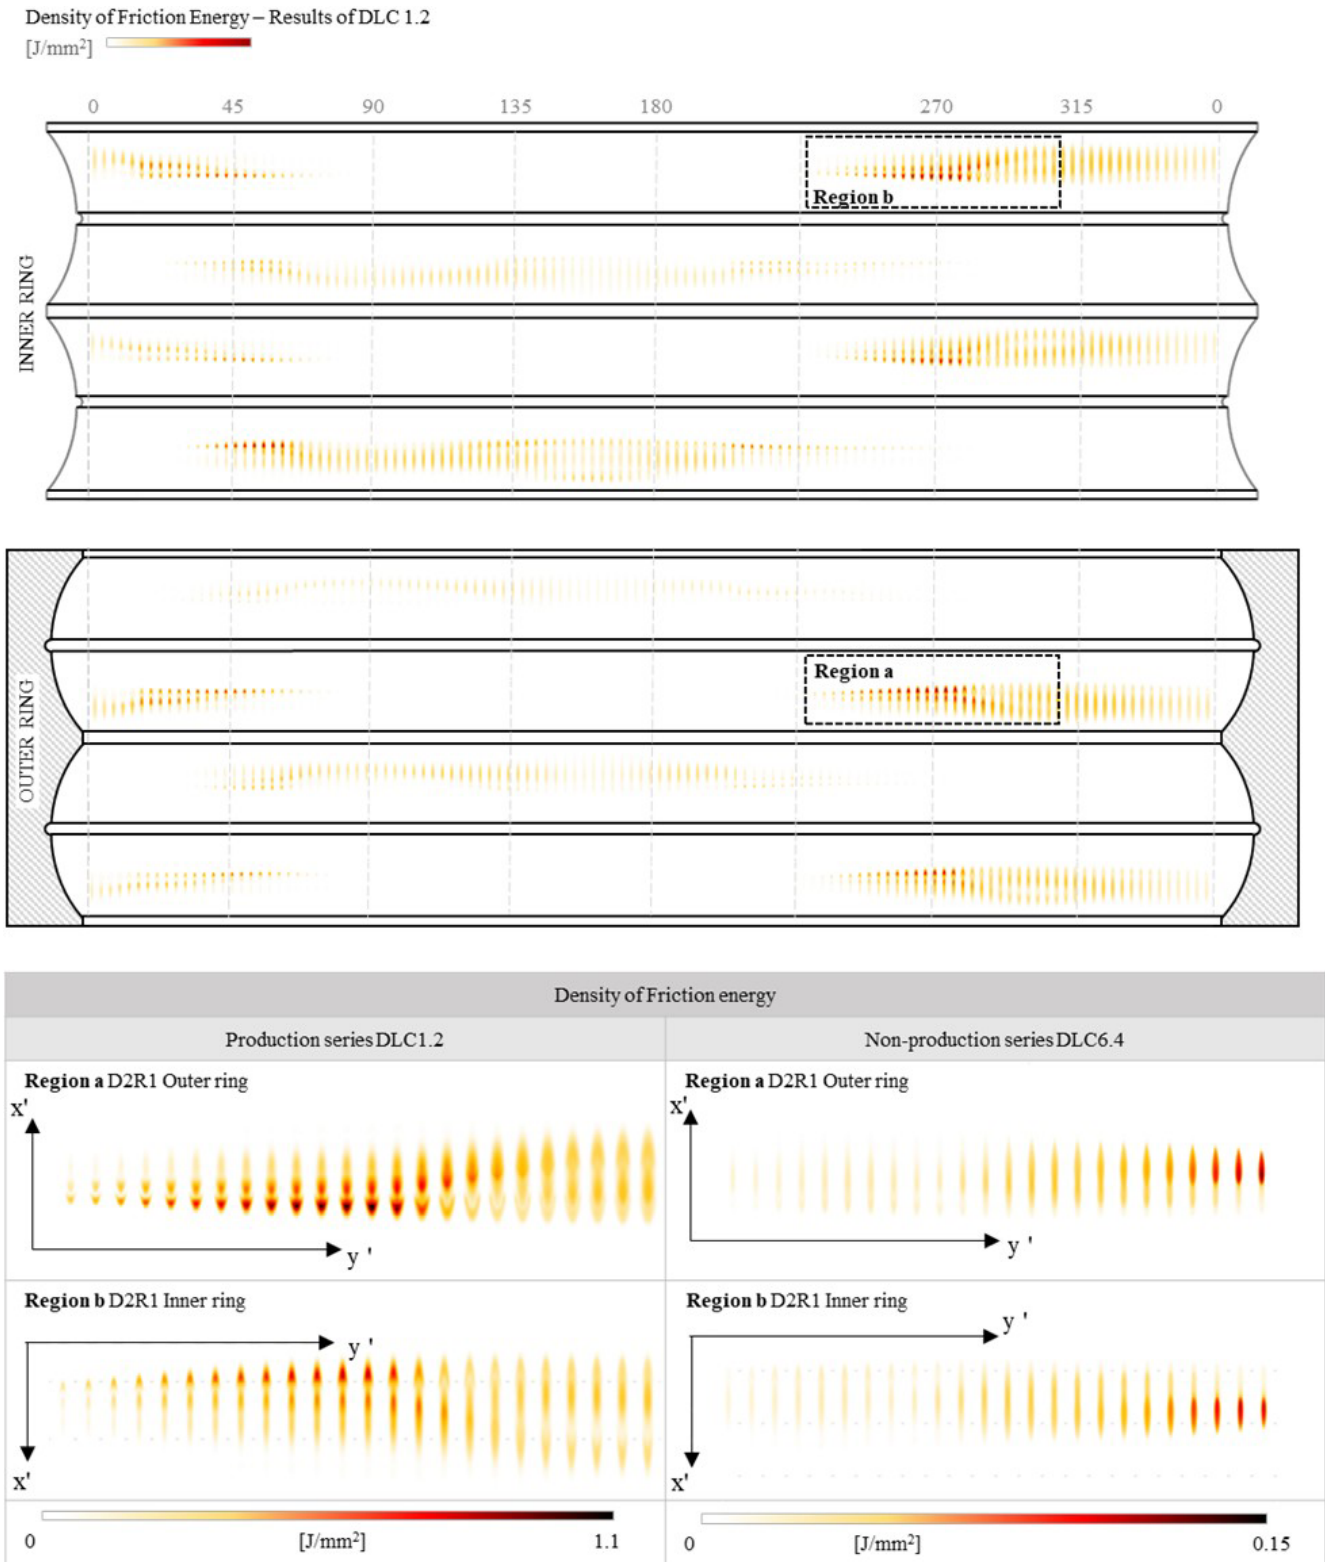 Density of Friction Energy – Results of DLC 1.2
[J/mm²]
0 45 90 135 180 270 315 0
INNER RING
Region b
OUTER RING
Region a
Density of Friction energy
Production series DLC1.2
Non-production series DLC6.4
Region a D2R1 Outer ring
x'
y '
Region a D2R1 Outer ring
x'
y '
Region b D2R1 Inner ring
y '
x'
Region b D2R1 Inner ring
y '
x'
0 [J/mm²] 1.1
0 [J/mm²] 0.15